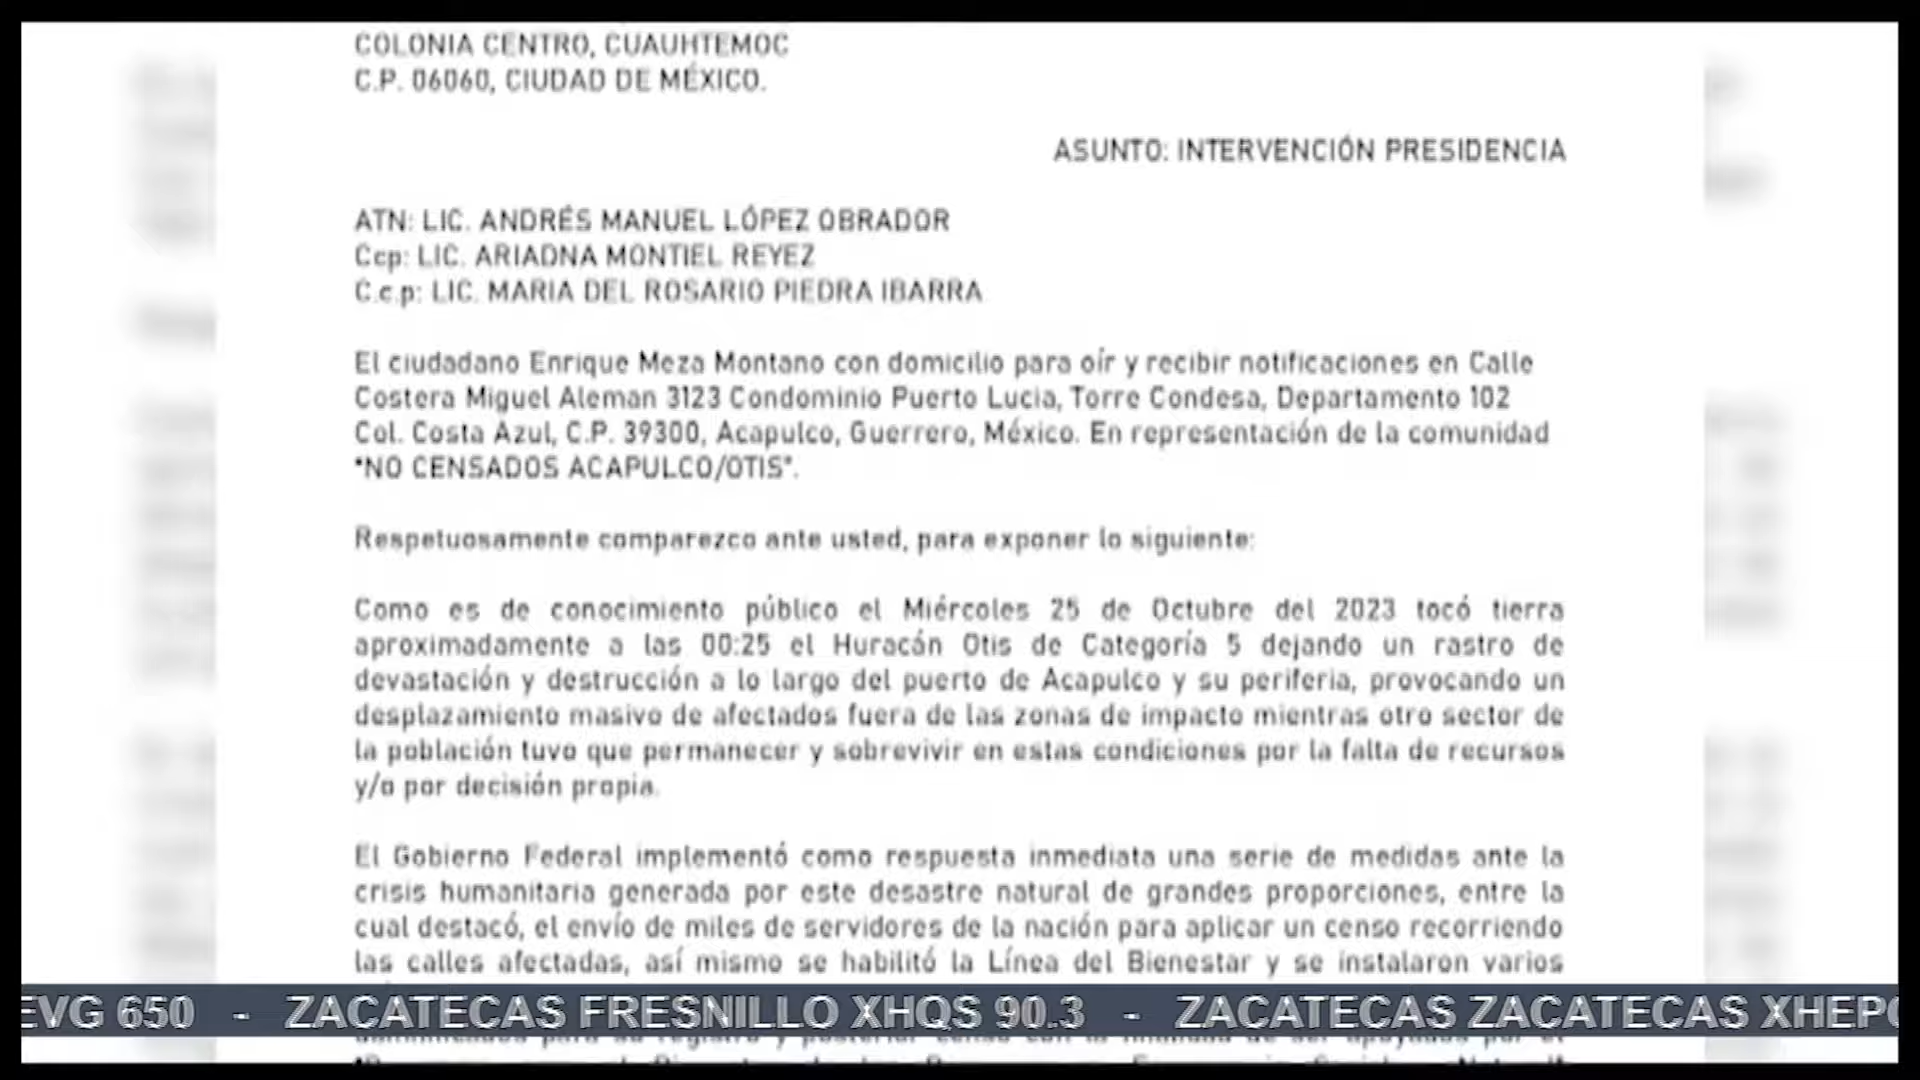 COLONIA CENTRO, CUAUHTEMOC
C.P. 06060, CIUDAD DE MÉXICO.
ASUNTO: INTERVENCIÓN PRESIDENCIA
ATN: LIC. ANDRÉS MANUEL LÓPEZ OBRADOR
Ccp: LIC. ARIADNA MONTIEL REYEZ
C.c.p: LIC. MARIA DEL ROSARIO PIEDRA IBARRA
El ciudadano Enrique Meza Montano con domicilio para oír y recibir notificaciones en Calle
Costera Miguel Aleman 3123 Condominio Puerto Lucia, Torre Condesa, Departamento 102
Col. Costa Azul, C.P. 39300, Acapulco, Guerrero, México. En representación de la comunidad
"NO CENSADOS ACAPULCO/OTIS".
Respetuosamente comparezco ante usted, para exponer lo siguiente:
Como es de conocimiento público el Miércoles 25 de Octubre del 2023 tocó tierra
aproximadamente a las 00:25 el Huracán Otis de Categoría 5 dejando un rastro de
devastación y destrucción a lo largo del puerto de Acapulco y su periferia, provocando un
desplazamiento masivo de afectados fuera de las zonas de impacto mientras otro sector de
la población tuvo que permanecer y sobrevivir en estas condiciones por la falta de recursos
y/o por decisión propia.
El Gobierno Federal implementó como respuesta inmediata una serie de medidas ante la
crisis humanitaria generada por este desastre natural de grandes proporciones, entre la
cual destacó, el envío de miles de servidores de la nación para aplicar un censo recorriendo
las calles afectadas, así mismo se habilitó la Línea del Bienestar y se instalaron varios
EVG 650 - ZACATECAS FRESNILLO XHQS 90.3 - ZACATECAS ZACATECAS XHEPC